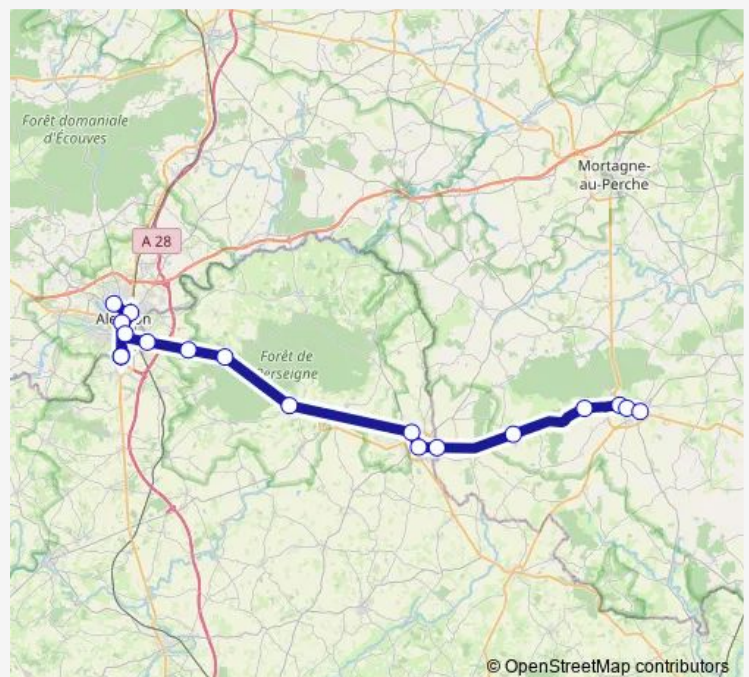 Forêt domaniale
d'Écouves
Mortagne-
au-Perche
A 28
Forêt de
© OpenStreetMap contributors